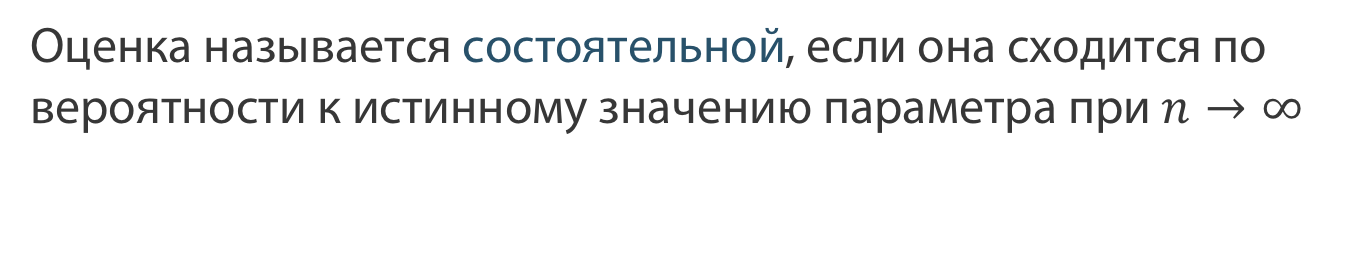 Оценка называется состоятельной, если она сходится по
вероятности к истинному значению параметра при n → ∞